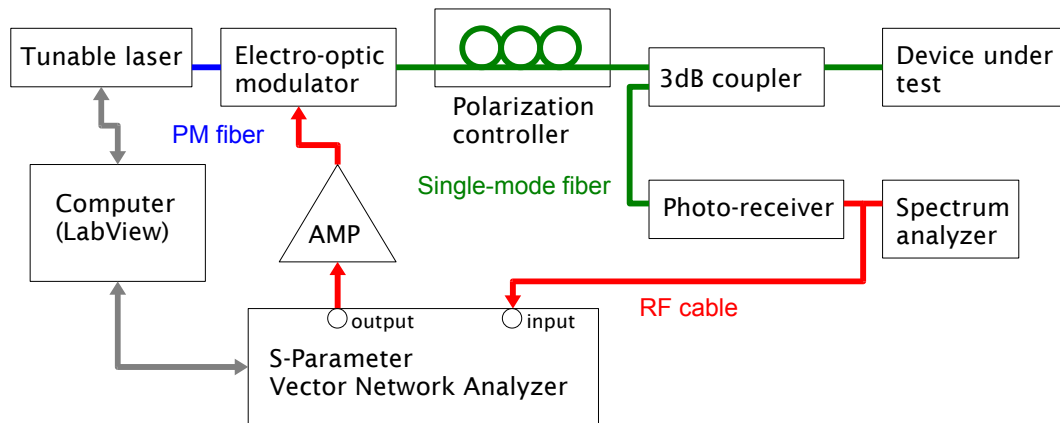 Tunable laser
Electro-optic
modulator
Polarization
controller
3dB coupler
Device under
test
PM fiber
Single-mode fiber
Computer
(LabView)
AMP
Photo-receiver
Spectrum
analyzer
RF cable
output
input
S-Parameter
Vector Network Analyzer